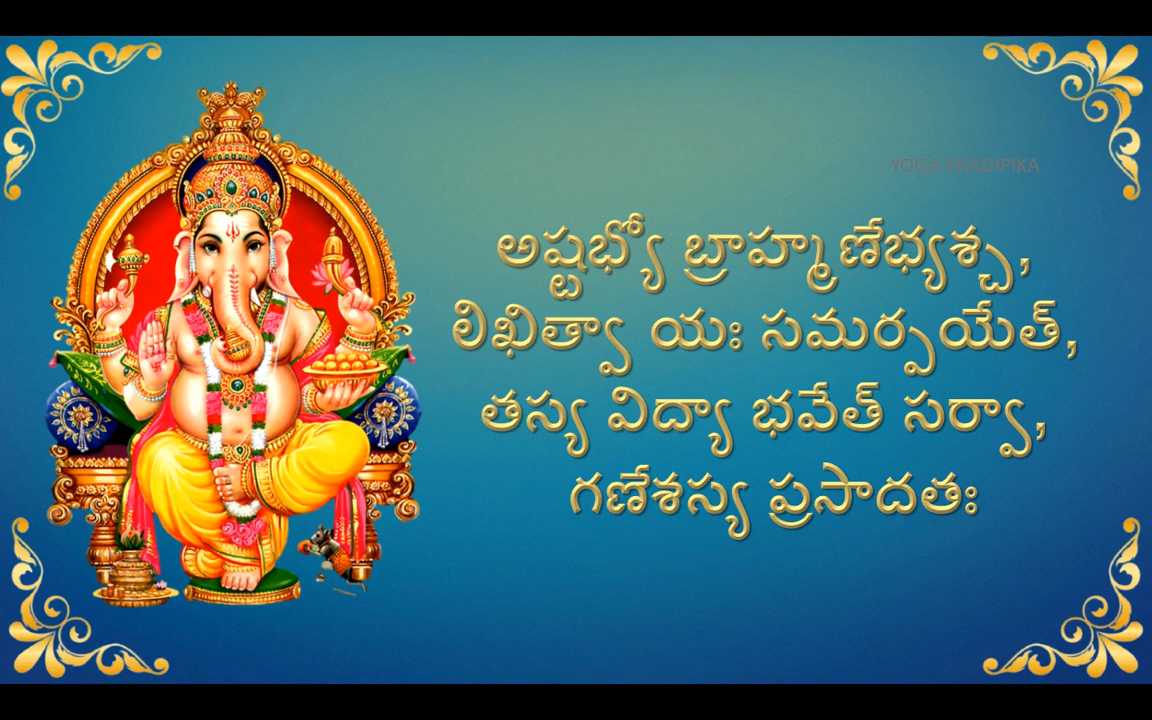 YOGA PRADIPIKA
అష్టభ్యో బ్రాహ్మణేభ్యశ్చ,
లిఖిత్వా యః సమర్పయేత్,
తస్య విద్యా భవేత్ సర్వా,
గణేశస్య ప్రసాదతః